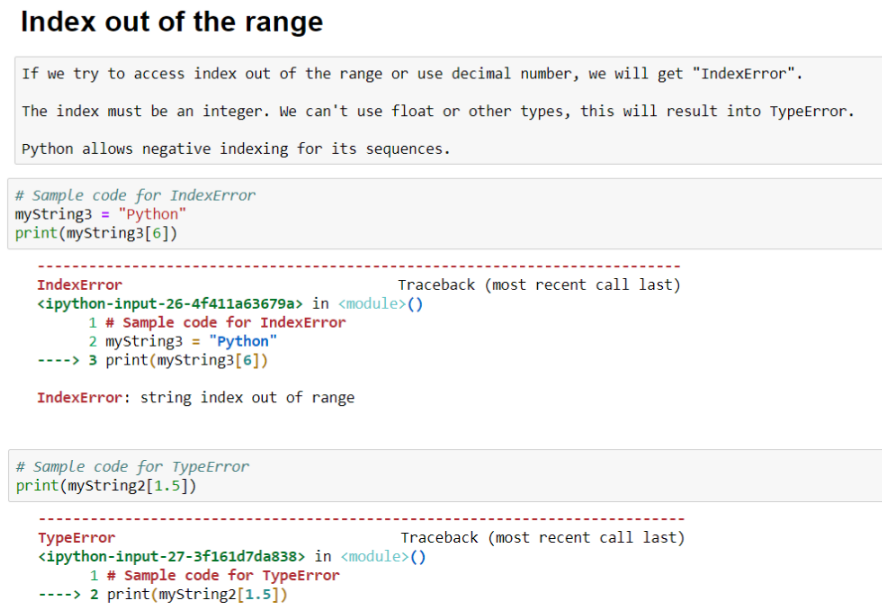 Index out of the range
If we try to access index out of the range or use decimal number, we will get "IndexError".
The index must be an integer. We can't use float or other types, this will result into TypeError.
Python allows negative indexing for its sequences.
# Sample code for IndexError
myString3 = "Python"
print(myString3[6])
---------------------------------------------------------------------------
IndexError                                Traceback (most recent call last)
<ipython-input-26-4f411a63679a> in <module>()
      1 # Sample code for IndexError
      2 myString3 = "Python"
----> 3 print(myString3[6])
IndexError: string index out of range
# Sample code for TypeError
print(myString2[1.5])
---------------------------------------------------------------------------
TypeError                                 Traceback (most recent call last)
<ipython-input-27-3f161d7da838> in <module>()
      1 # Sample code for TypeError
----> 2 print(myString2[1.5])